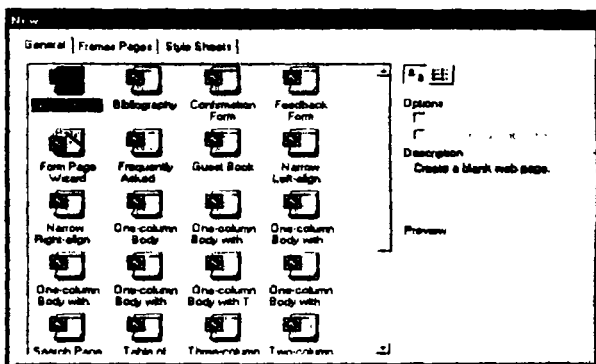 New
General Frames Pages Style Sheets
Bibliography Confirmation Form Feedback Form
Form Page Wizard Frequently Asked Guest Book Narrow Left-align
Narrow Right-align One-column Body One-column Body with One-column Body with
One-column Body with One-column Body with One-column Body with T One-column Body with
Search Page Table of Three-column Two-column
Options
Description
Create a blank web page.
Preview